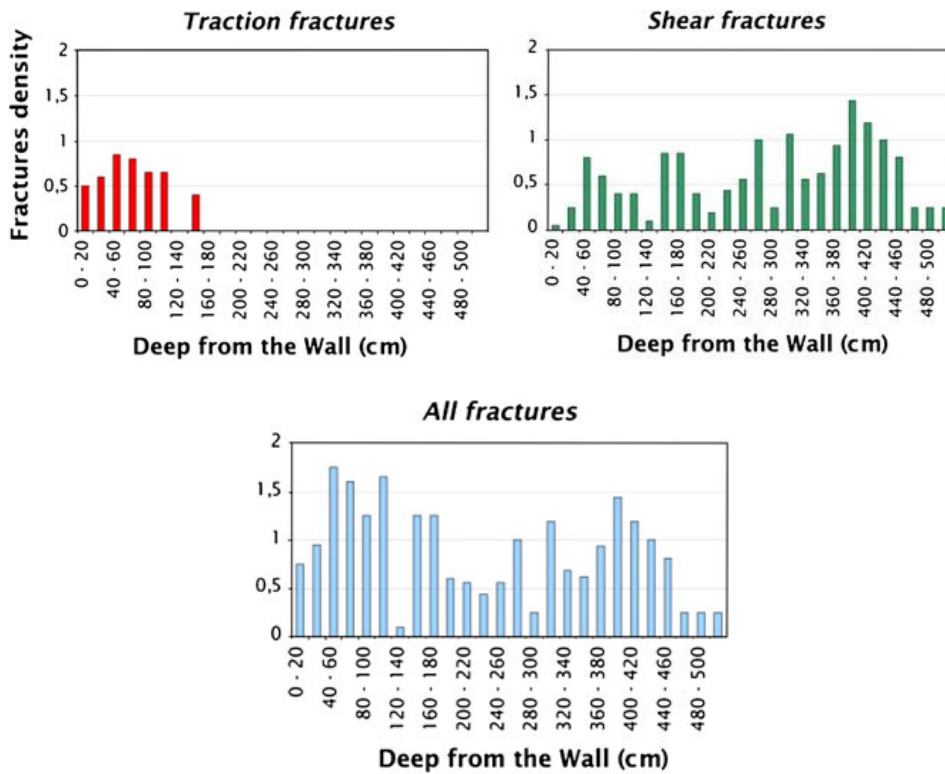 Traction fractures
Fractures density
2
1,5
1
0,5
0
0 - 20
40 - 60
80 - 100
120 - 140
160 - 180
200 - 220
240 - 260
280 - 300
320 - 340
360 - 380
400 - 420
440 - 460
480 - 500
Deep from the Wall (cm)
Shear fractures
2
1,5
1
0,5
0
0 - 20
40 - 60
80 - 100
120 - 140
160 - 180
200 - 220
240 - 260
280 - 300
320 - 340
360 - 380
400 - 420
440 - 460
480 - 500
Deep from the Wall (cm)
All fractures
2
1,5
1
0,5
0
0 - 20
40 - 60
80 - 100
120 - 140
160 - 180
200 - 220
240 - 260
280 - 300
320 - 340
360 - 380
400 - 420
440 - 460
480 - 500
Deep from the Wall (cm)